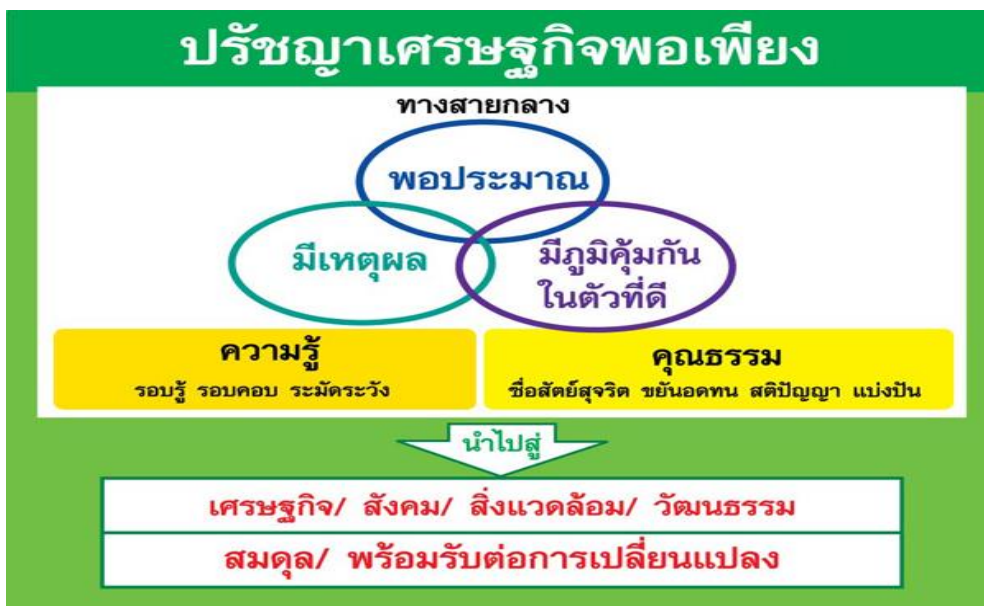 ปรัชญาเศรษฐกิจพอเพียง
ทางสายกลาง
พอประมาณ
มีเหตุผล
มีภูมิคุ้มกัน
ในตัวที่ดี
ความรู้
รอบรู้ รอบคอบ ระมัดระวัง
คุณธรรม
ซื่อสัตย์สุจริต ขยันอดทน สติปัญญา แบ่งปัน
นำไปสู่
เศรษฐกิจ/ สังคม/ สิ่งแวดล้อม/ วัฒนธรรม
สมดุล/ พร้อมรับต่อการเปลี่ยนแปลง